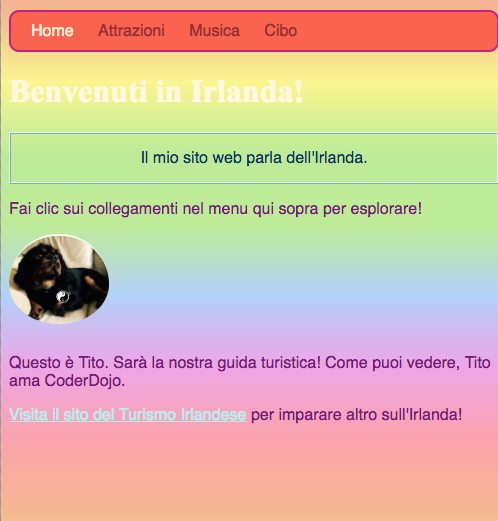 Home Attrazioni Musica Cibo
Benvenuti in Irlanda!
Il mio sito web parla dell'Irlanda.
Fai clic sui collegamenti nel menu qui sopra per esplorare!
Questo è Tito. Sarà la nostra guida turistica! Come puoi vedere, Tito
ama CoderDojo.
Visita il sito del Turismo Irlandese per imparare altro sull'Irlanda!